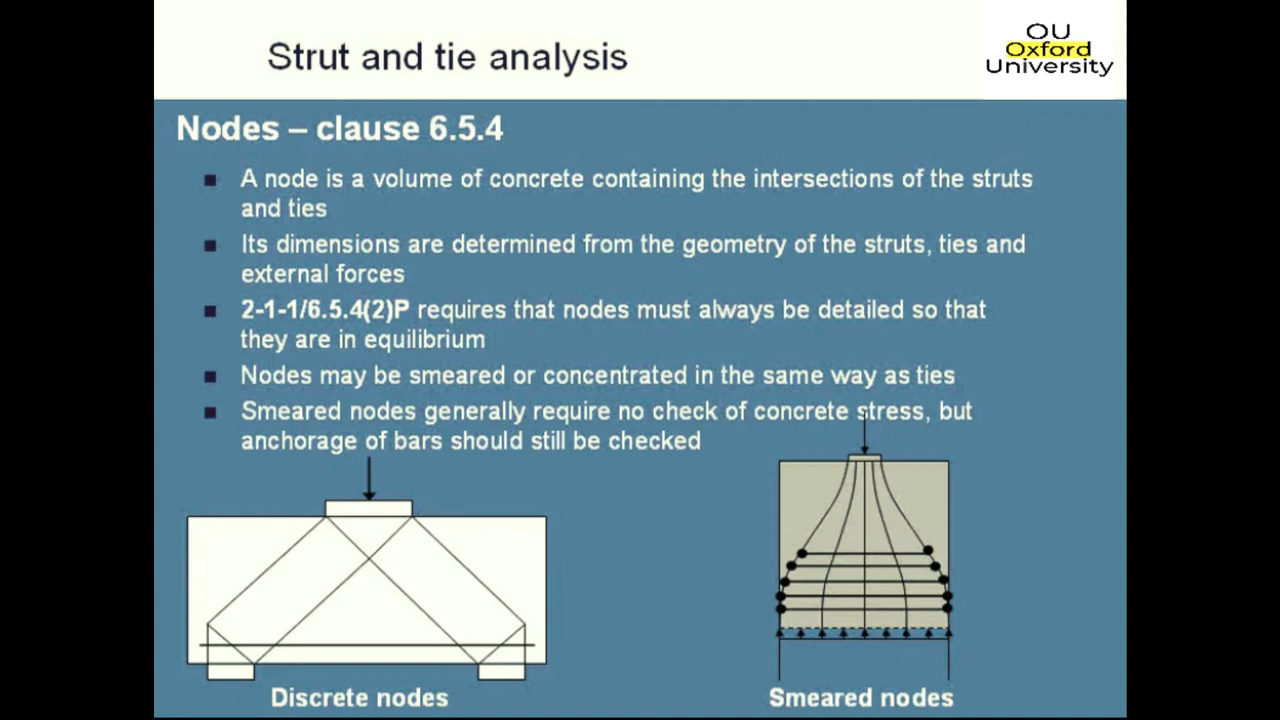 Strut and tie analysis
OU
Oxford
University
Nodes – clause 6.5.4
A node is a volume of concrete containing the intersections of the struts
and ties
Its dimensions are determined from the geometry of the struts, ties and
external forces
2-1-1/6.5.4(2)P requires that nodes must always be detailed so that
they are in equilibrium
Nodes may be smeared or concentrated in the same way as ties
Smeared nodes generally require no check of concrete stress, but
anchorage of bars should still be checked
Discrete nodes
Smeared nodes